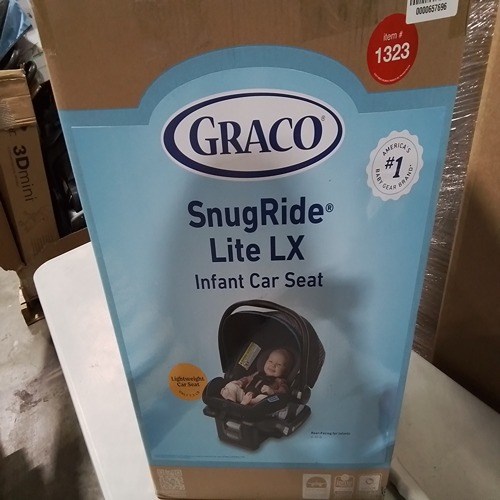 0000657696
item #
1323
GRACO®
AMERICA'S
#1
BABY GEAR BRAND
SnugRide®
Lite LX
Infant Car Seat
Lightweight
Car Seat
3Dmini